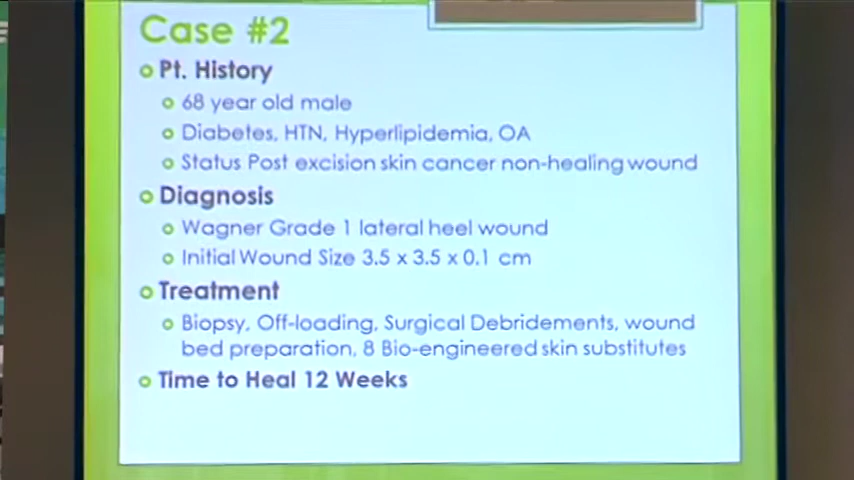 Case #2
Pt. History
68 year old male
Diabetes, HTN, Hyperlipidemia, OA
Status Post excision skin cancer non-healing wound
Diagnosis
Wagner Grade 1 lateral heel wound
Initial Wound Size 3.5 x 3.5 x 0.1 cm
Treatment
Biopsy, Off-loading, Surgical Debridements, wound
bed preparation, 8 Bio-engineered skin substitutes
Time to Heal 12 Weeks